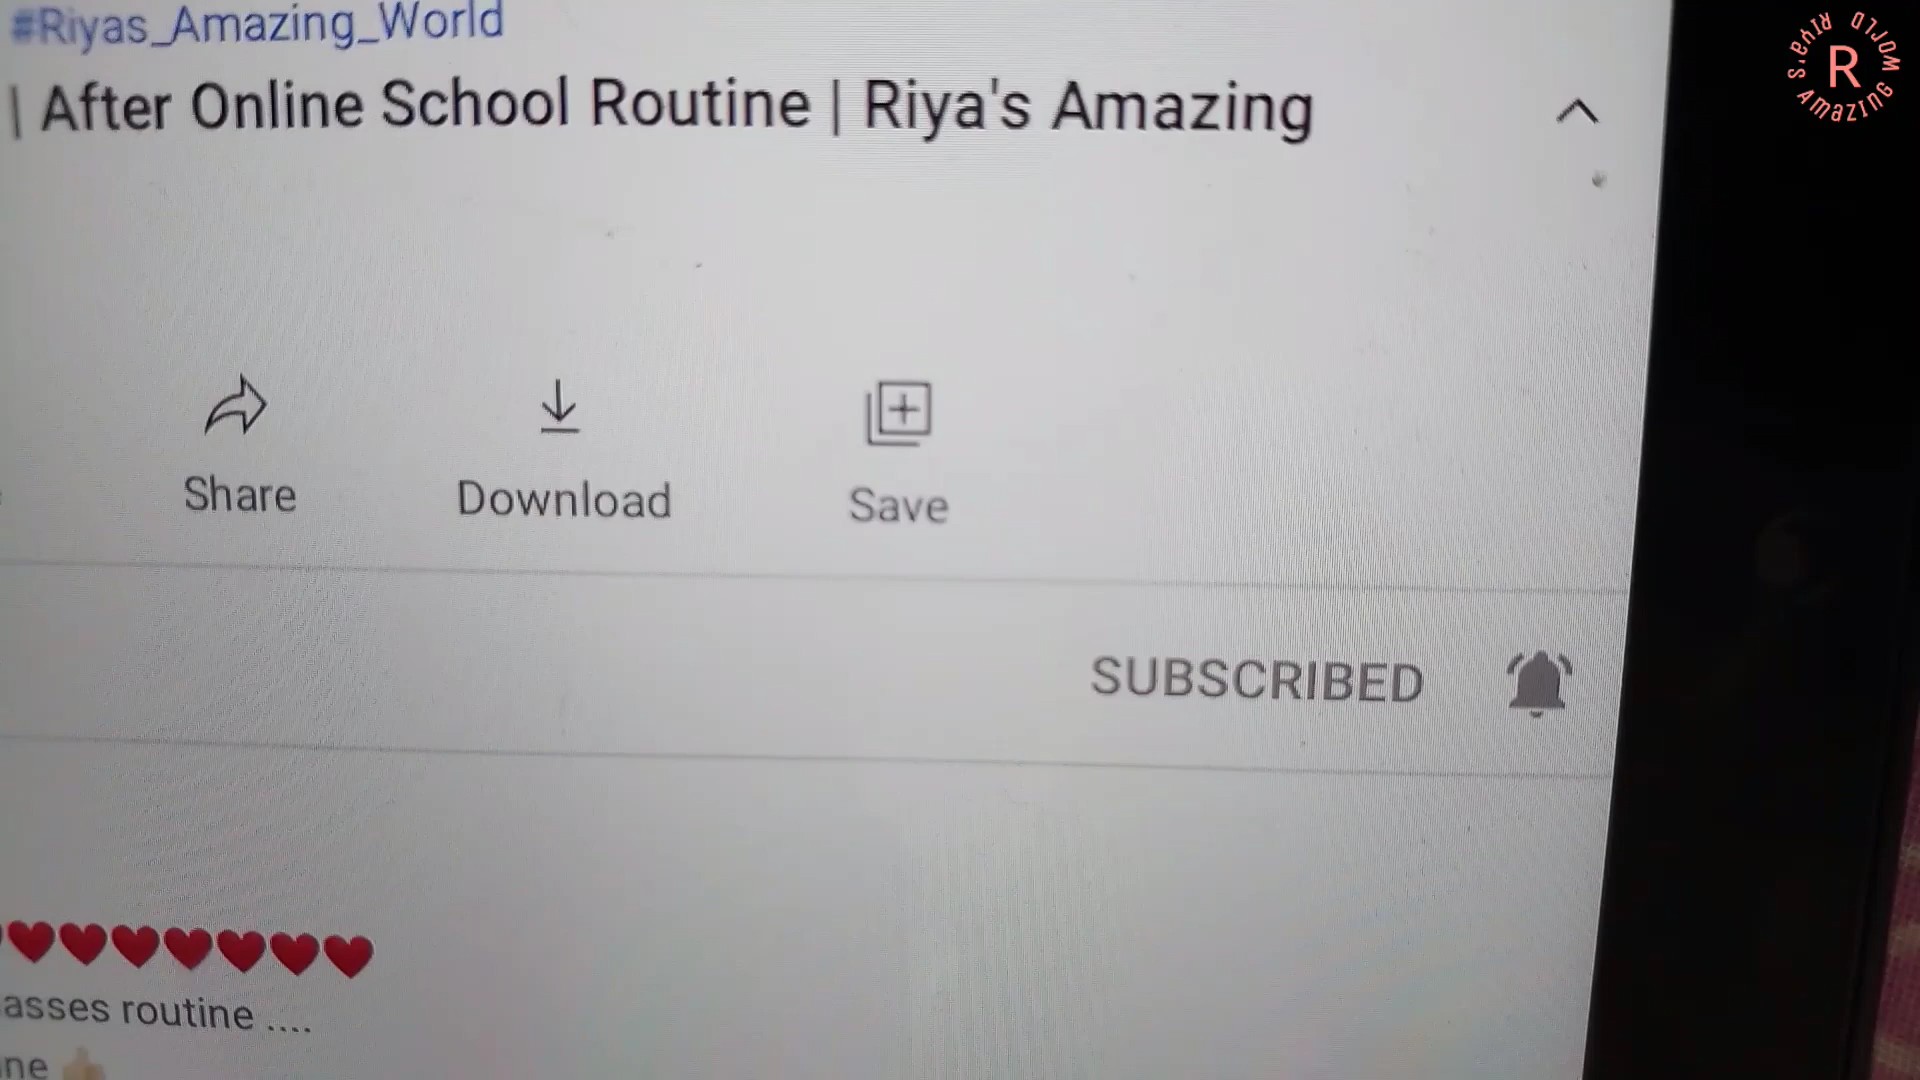 #Riyas_Amazing_World
| After Online School Routine | Riya's Amazing
Share
Download
Save
SUBSCRIBED
❤❤❤❤❤❤❤
asses routine ....
ne 👍
RIYA'S AMAZING WORLD
R